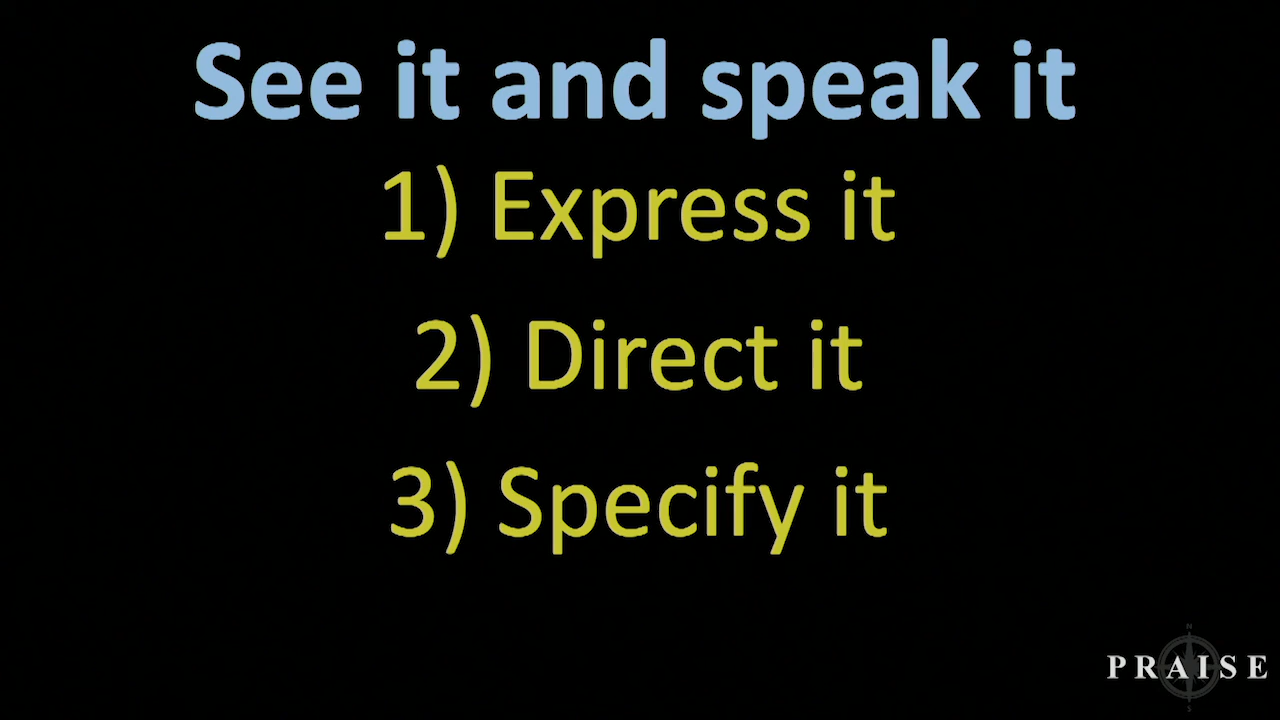 See it and speak it
1) Express it
2) Direct it
3) Specify it
N
PRAISE
S